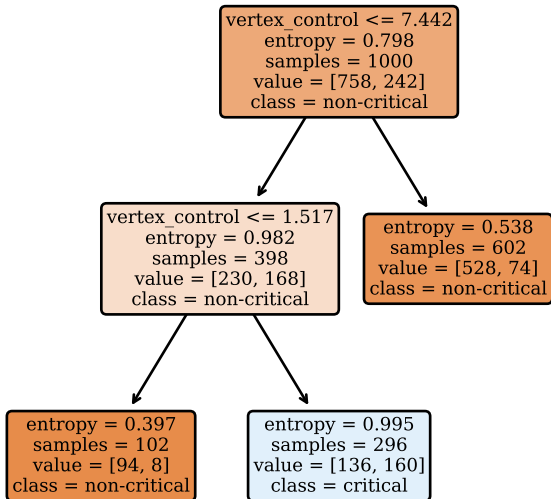 vertex_control <= 7.442
entropy = 0.798
samples = 1000
value = [758, 242]
class = non-critical
vertex_control <= 1.517
entropy = 0.982
samples = 398
value = [230, 168]
class = non-critical
entropy = 0.538
samples = 602
value = [528, 74]
class = non-critical
entropy = 0.397
samples = 102
value = [94, 8]
class = non-critical
entropy = 0.995
samples = 296
value = [136, 160]
class = critical